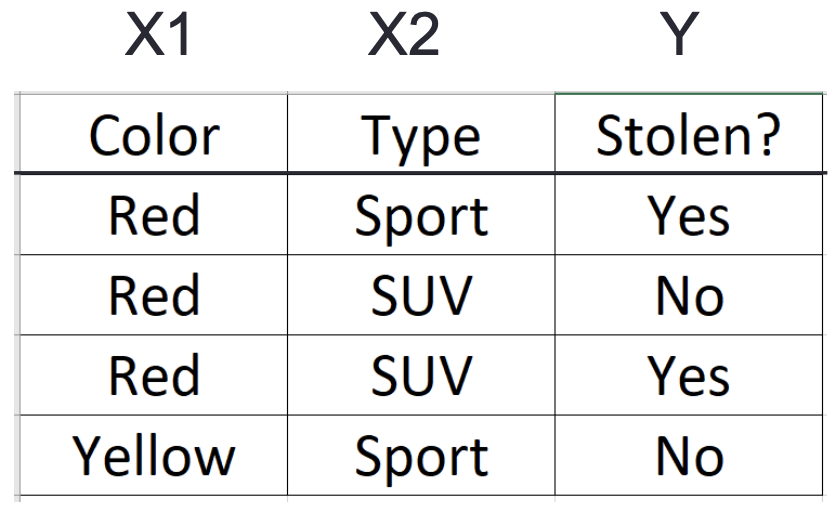 X1 X2 Y
Color Type Stolen?
Red Sport Yes
Red SUV No
Red SUV Yes
Yellow Sport No